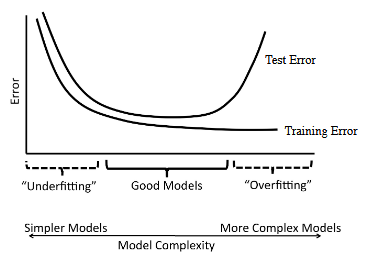 Error
Test Error
Training Error
"Underfitting"
Good Models
"Overfitting"
Simpler Models
More Complex Models
Model Complexity